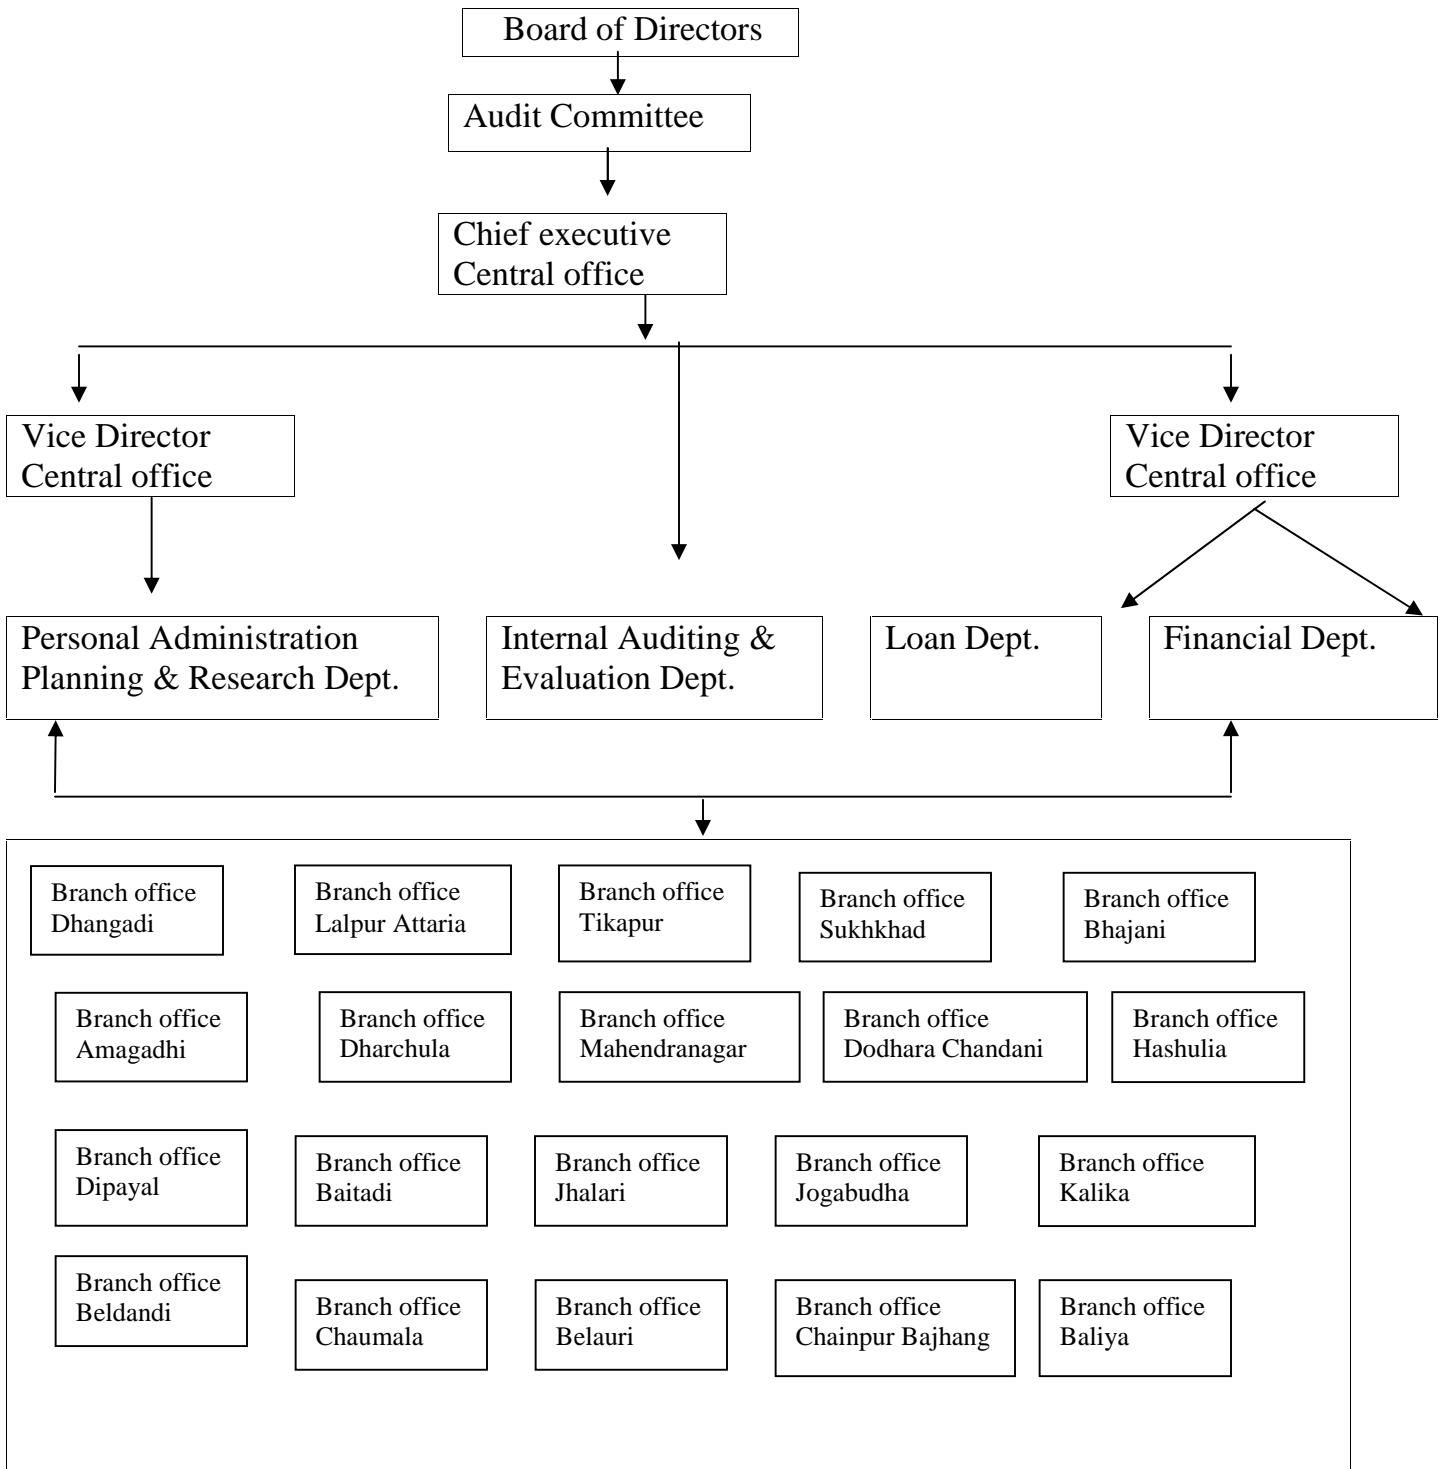 Board of Directors
Audit Committee
Chief executive
Central office
Vice Director
Central office
Vice Director
Central office
Personal Administration
Planning & Research Dept.
Internal Auditing &
Evaluation Dept.
Loan Dept.
Financial Dept.
Branch office
Dhangadi
Branch office
Lalpur Attaria
Branch office
Tikapur
Branch office
Sukhkhad
Branch office
Bhajani
Branch office
Amagadhi
Branch office
Dharchula
Branch office
Mahendranagar
Branch office
Dodhara Chandani
Branch office
Hashulia
Branch office
Dipayal
Branch office
Baitadi
Branch office
Jhalari
Branch office
Jogabudha
Branch office
Kalika
Branch office
Beldandi
Branch office
Chaumala
Branch office
Belauri
Branch office
Chainpur Bajhang
Branch office
Baliya